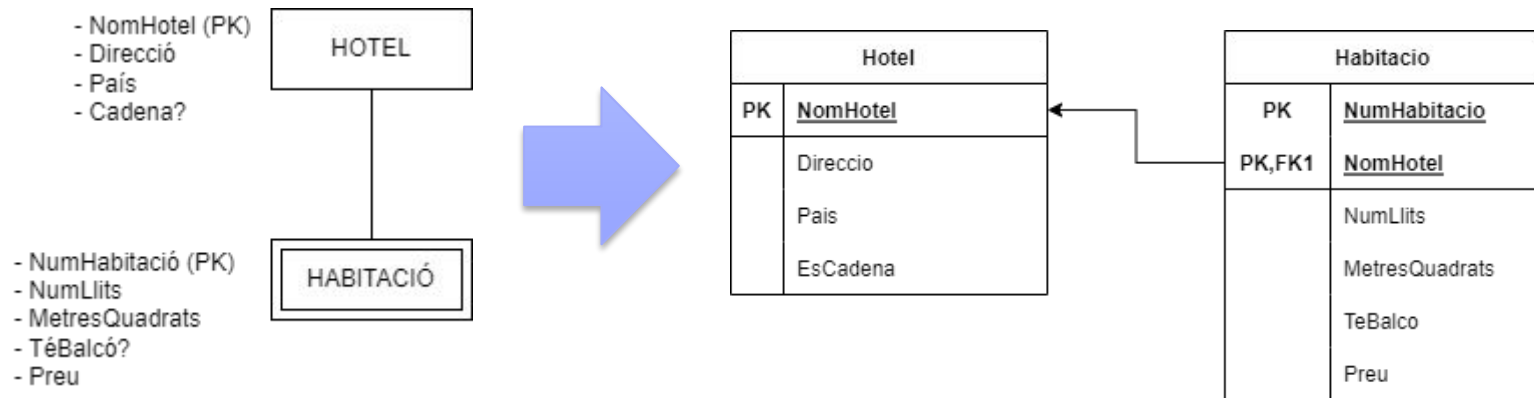 - NomHotel (PK)
- Direcció
- País
- Cadena?
HOTEL
- NumHabitació (PK)
- NumLlits
- MetresQuadrats
- TéBalcó?
- Preu
HABITACIÓ
Hotel
PK NomHotel
Direccio
Pais
EsCadena
Habitacio
PK NumHabitacio
PK,FK1 NomHotel
NumLlits
MetresQuadrats
TeBalco
Preu